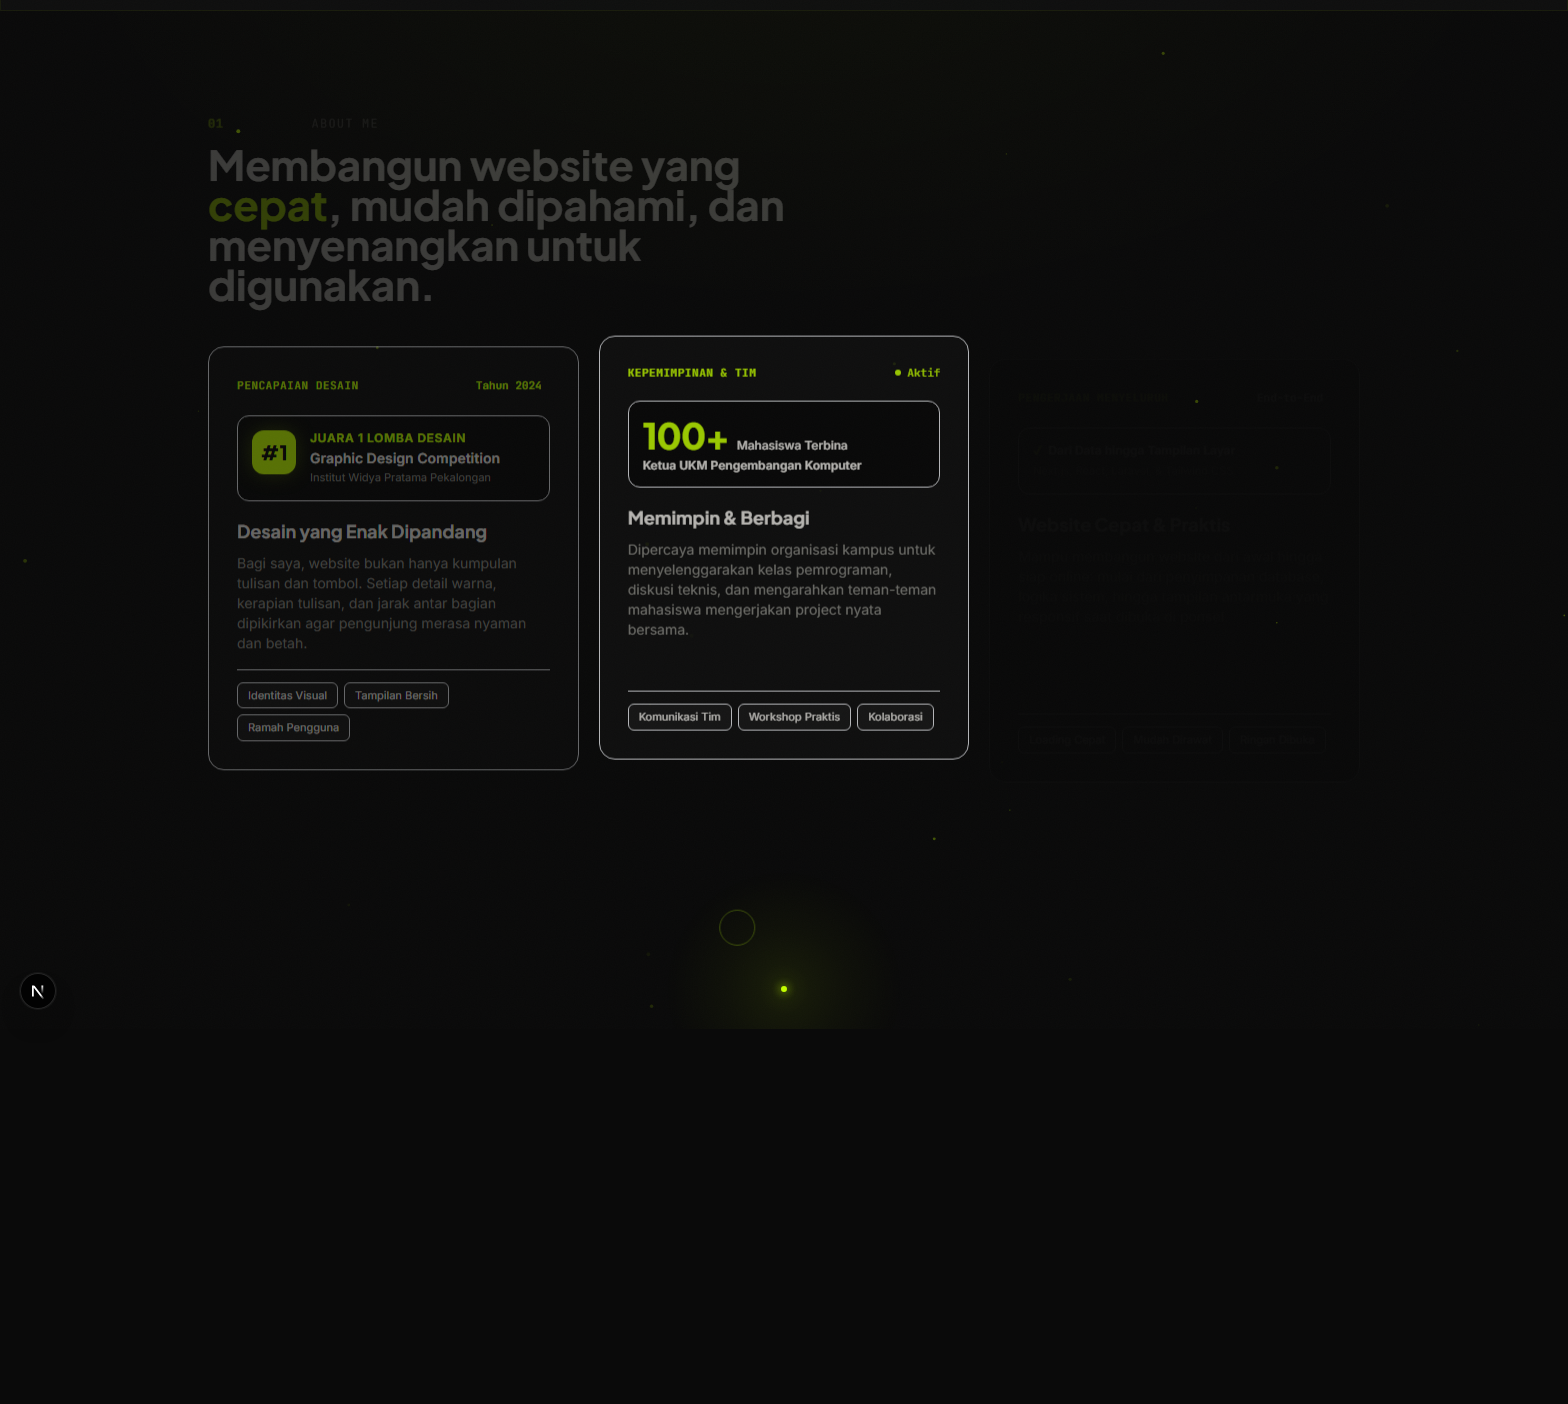 01 ABOUT ME
Membangun website yang
cepat, mudah dipahami, dan
menyenangkan untuk
digunakan.
PENCAPAIAN DESAIN Tahun 2024
#1
JUARA 1 LOMBA DESAIN
Graphic Design Competition
Institut Widya Pratama Pekalongan
Desain yang Enak Dipandang
Bagi saya, website bukan hanya kumpulan
tulisan dan tombol. Setiap detail warna,
kerapian tulisan, dan jarak antar bagian
dipikirkan agar pengunjung merasa nyaman
dan betah.
Identitas Visual Tampilan Bersih
Ramah Pengguna
KEPEMIMPINAN & TIM Aktif
100+ Mahasiswa Terbina
Ketua UKM Pengembangan Komputer
Memimpin & Berbagi
Dipercaya memimpin organisasi kampus untuk
menyelenggarakan kelas pemrograman,
diskusi teknis, dan mengarahkan teman-teman
mahasiswa mengerjakan project nyata
bersama.
Komunikasi Tim Workshop Praktis Kolaborasi
Website Cepat & Praktis
N